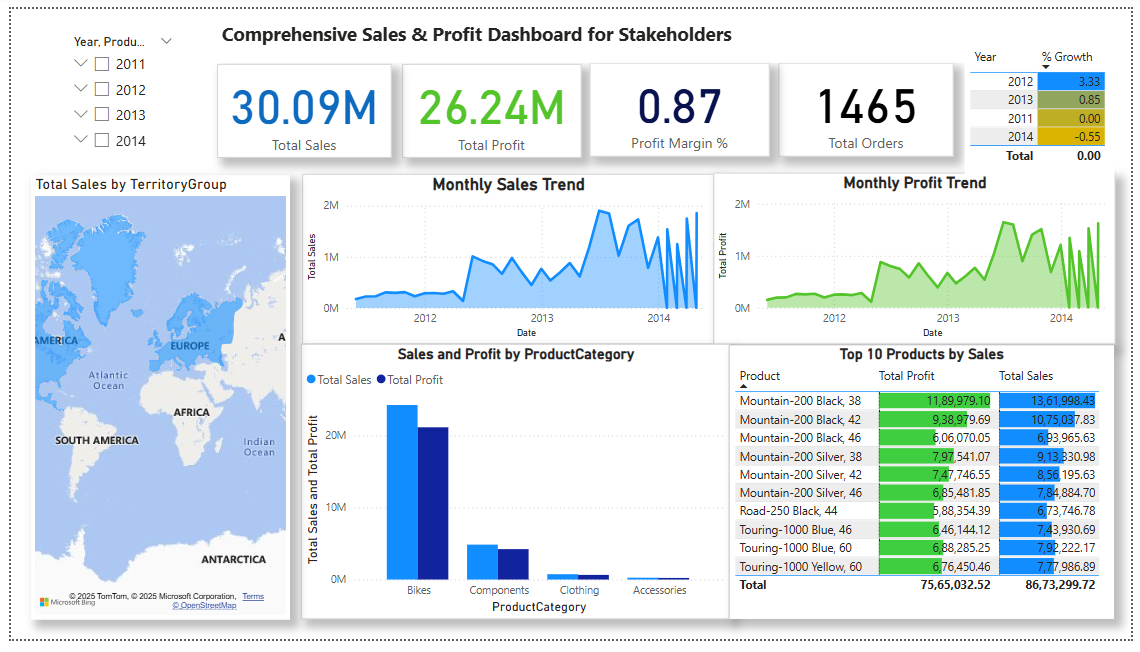 Comprehensive Sales & Profit Dashboard for Stakeholders
Year, Produ...
2011
2012
2013
2014
30.09M
Total Sales
26.24M
Total Profit
0.87
Profit Margin %
1465
Total Orders
Year % Growth
2012 3.33
2013 0.85
2011 0.00
2014 -0.55
Total 0.00
Total Sales by TerritoryGroup
AMERICA
EUROPE
A
Atlantic
Ocean
AFRICA
SOUTH AMERICA
Indian
Ocean
ANTARCTICA
Microsoft Bing
© 2025 TomTom, © 2025 Microsoft Corporation, Terms
© OpenStreetMap
Monthly Sales Trend
Total Sales
2M
1M
0M
2012 2013 2014
Date
Monthly Profit Trend
Total Profit
2M
1M
0M
2012 2013 2014
Date
Sales and Profit by ProductCategory
Total Sales Total Profit
Total Sales and Total Profit
20M
10M
0M
Bikes Components Clothing Accessories
ProductCategory
Top 10 Products by Sales
Product Total Profit Total Sales
Mountain-200 Black, 38 11,89,979.10 13,61,998.43
Mountain-200 Black, 42 9,38,979.69 10,75,037.83
Mountain-200 Black, 46 6,06,070.05 6,93,965.63
Mountain-200 Silver, 38 7,97,541.07 9,13,330.98
Mountain-200 Silver, 42 7,47,746.55 8,56,195.63
Mountain-200 Silver, 46 6,85,481.85 7,84,884.70
Road-250 Black, 44 5,88,354.39 6,73,746.78
Touring-1000 Blue, 46 6,46,144.12 7,43,930.69
Touring-1000 Blue, 60 6,88,285.25 7,92,222.17
Touring-1000 Yellow, 60 6,76,450.46 7,77,986.89
Total 75,65,032.52 86,73,299.72